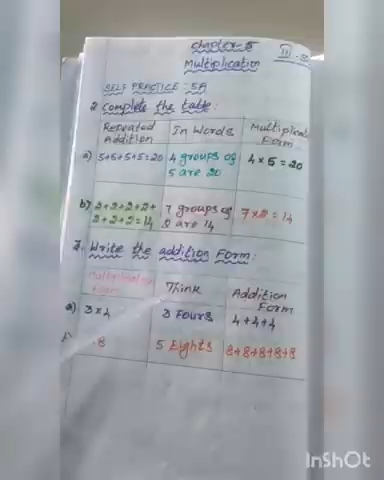 Chapter-5
Multiplication
SELF PRACTICE : 5A
2. Complete the table :
Repeated Addition
In Words
Multiplicat Form
a) 5+5+5+5=20
4 groups of 5 are 20
4 × 5 = 20
b) 2+2+2+2+ 2+2+2=14
7 groups of 2 are 14
7 × 2 = 14
3. Write the addition Form :
Multiplication Form
Think
Addition Form
a) 3×4
3 Fours
4+4+4
8
5 Eights
8+8+8+8+8
InShOt